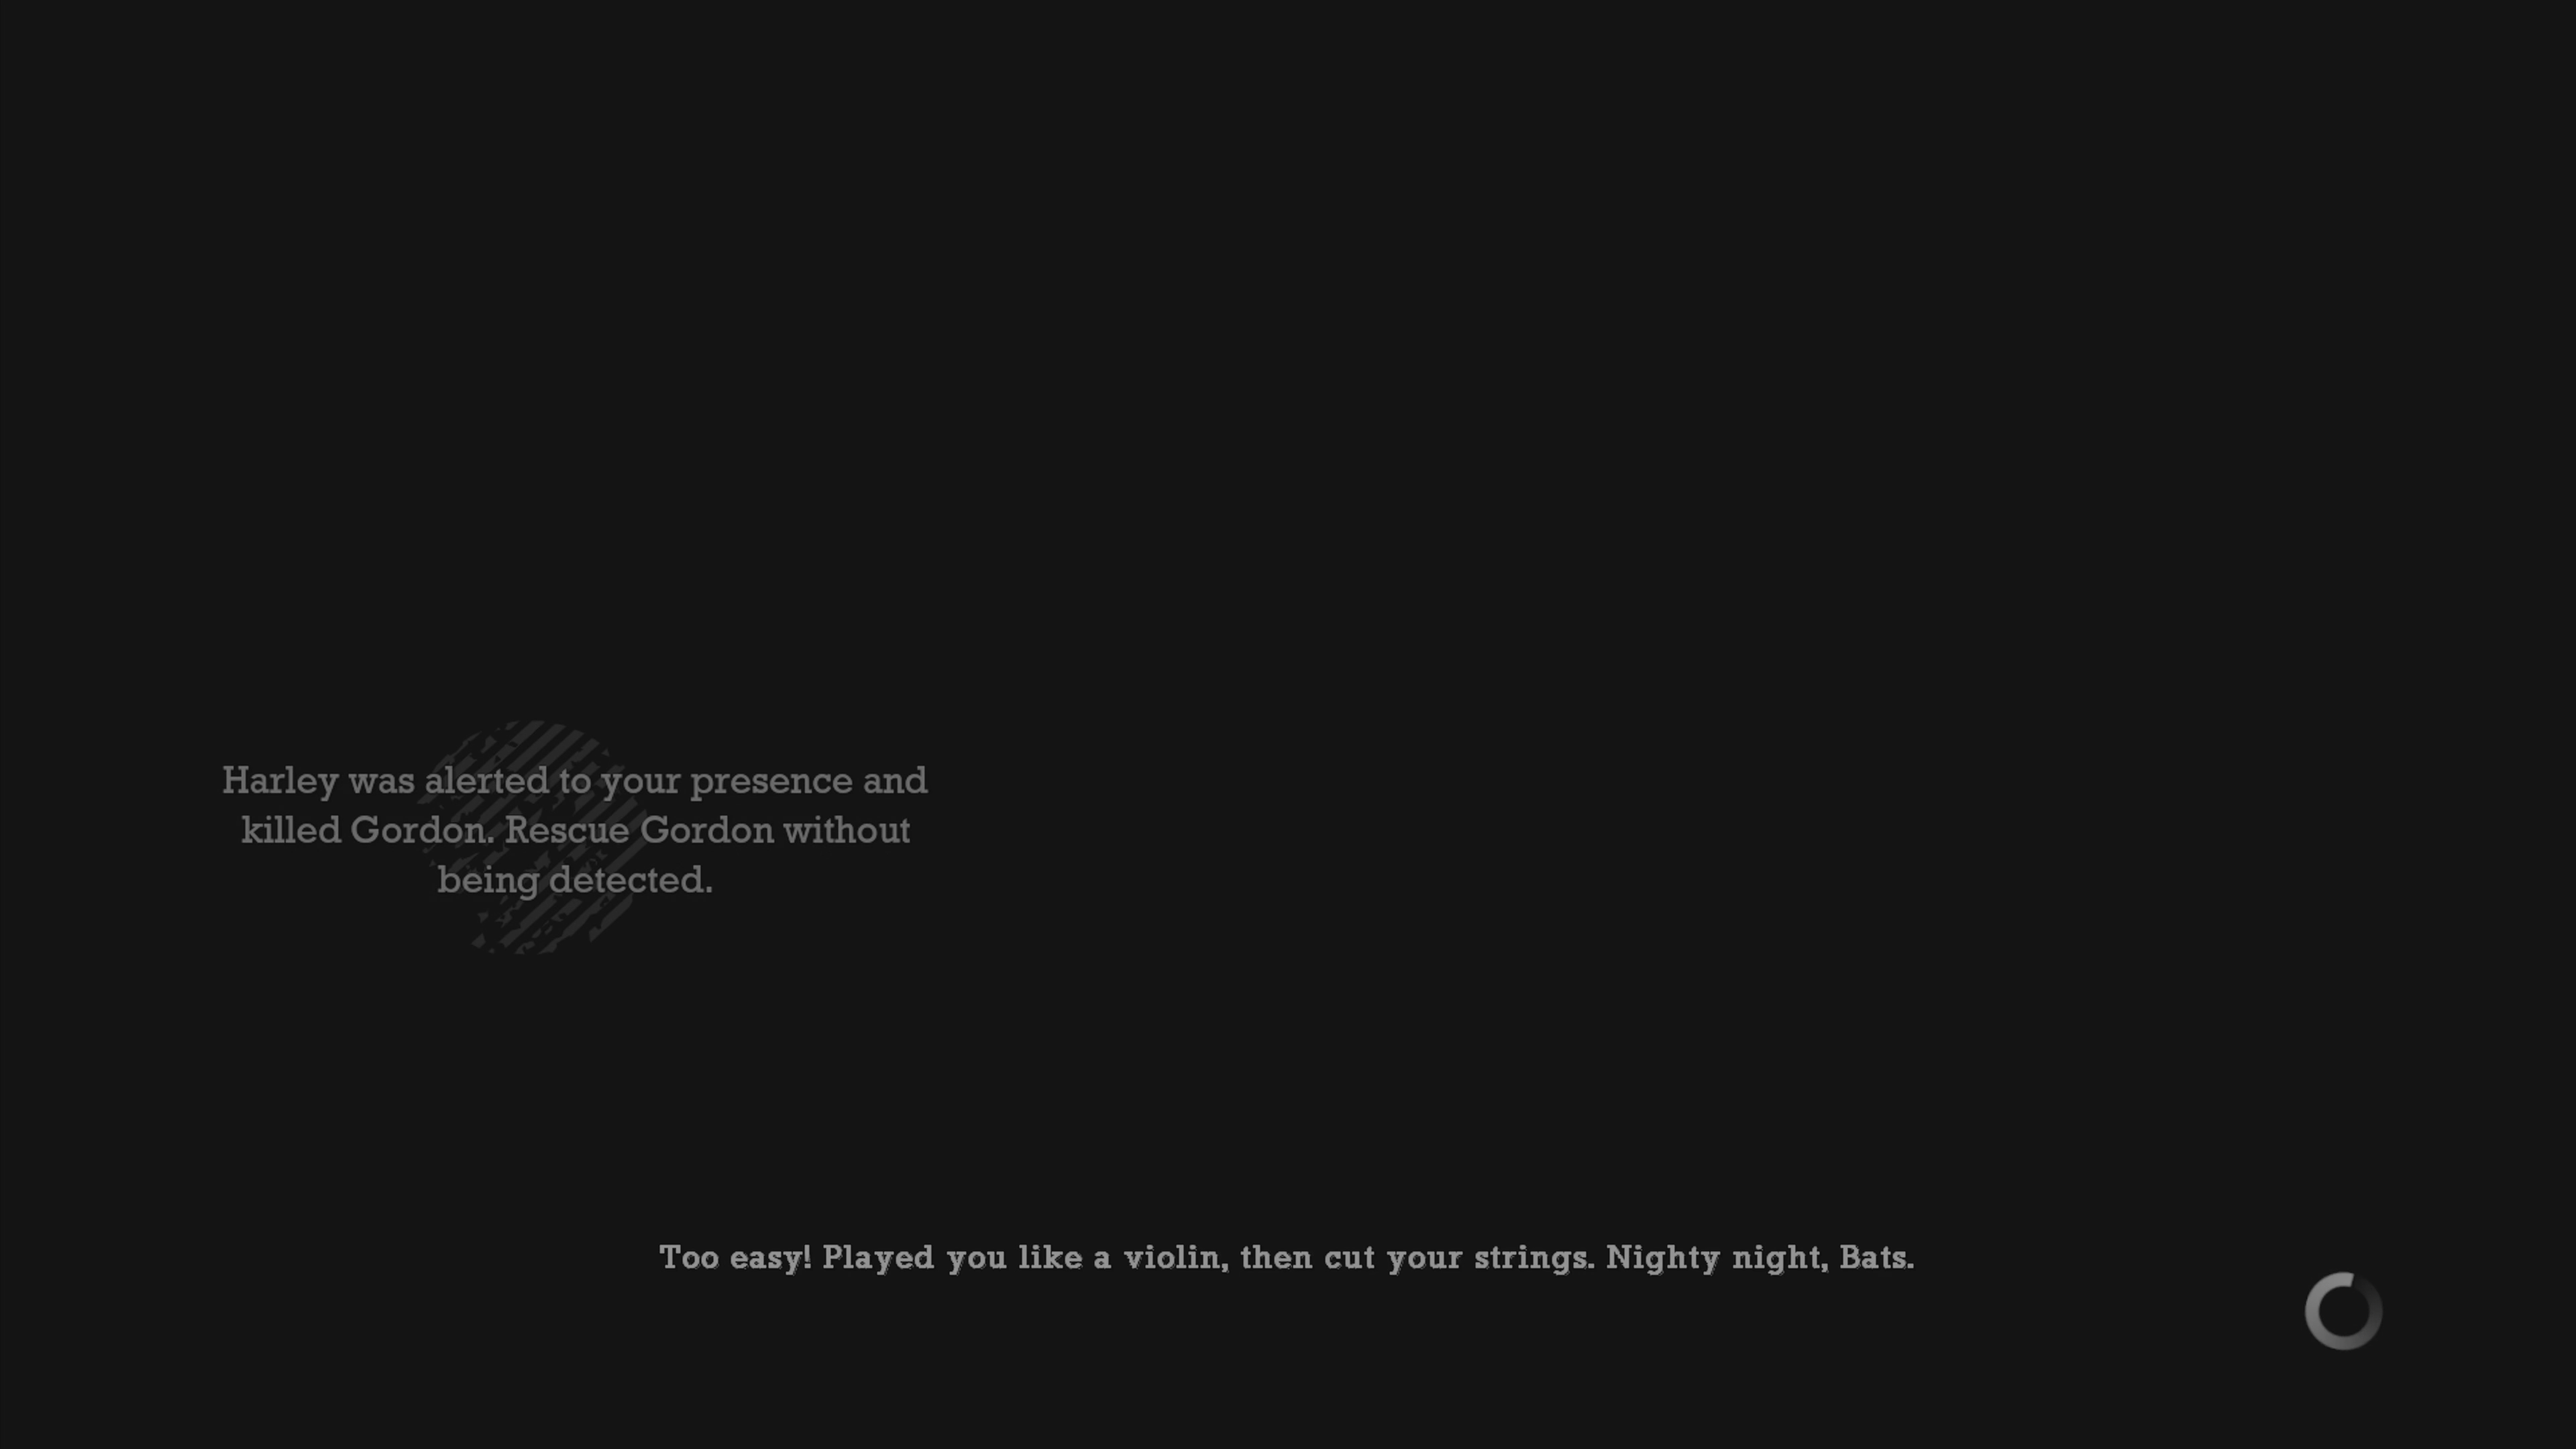 Harley was alerted to your presence and
killed Gordon. Rescue Gordon without
being detected.
Too easy! Played you like a violin, then cut your strings. Nighty night, Bats.